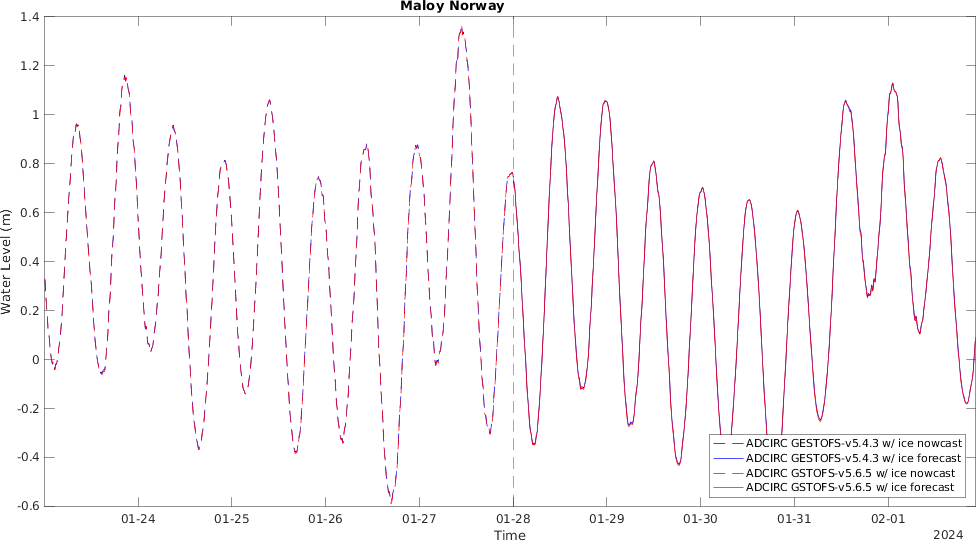 Maloy Norway
1.4
1.2
1
0.8
0.6
0.4
0.2
0
-0.2
-0.4
-0.6
Water Level (m)
ADCIRC GESTOFS-v5.4.3 w/ ice nowcast
ADCIRC GESTOFS-v5.4.3 w/ ice forecast
ADCIRC GSTOFS-v5.6.5 w/ ice nowcast
ADCIRC GSTOFS-v5.6.5 w/ ice forecast
01-24 01-25 01-26 01-27 01-28 01-29 01-30 01-31 02-01
Time
2024